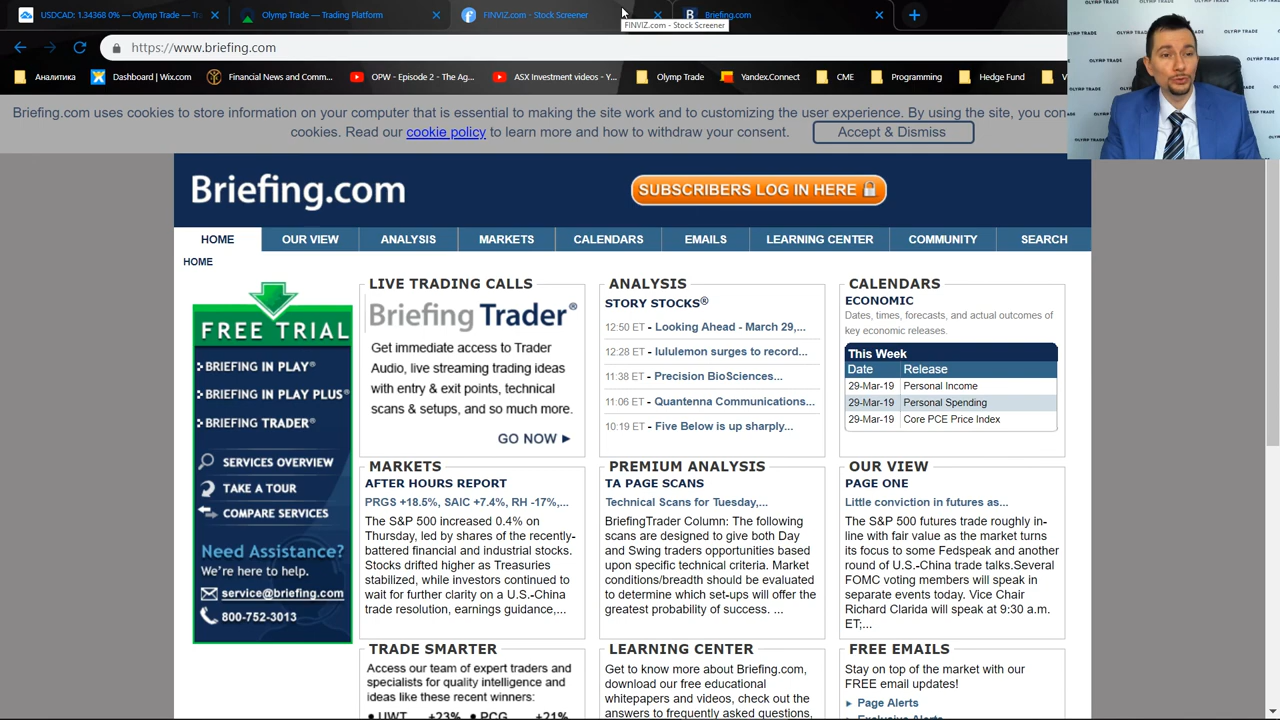 USDCAD: 1.34368 0% — Olymp Trade — Tr
Olymp Trade — Trading Platform
FINVIZ.com - Stock Screener
Briefing.com
FINVIZ.com - Stock Screener
https://www.briefing.com
Аналитика
Dashboard | Wix.com
Financial News and Comm...
OPW - Episode 2 - The A...
ASX Investment videos - Y...
Olymp Trade
Yandex.Connect
CME
Programming
Hedge Fund
Briefing.com uses cookies to store information on your computer that is essential to making the site work and to customizing the user experience. By using the site, you con
cookies. Read our cookie policy to learn more and how to withdraw your consent.
Accept & Dismiss
Briefing.com
SUBSCRIBERS LOG IN HERE
HOME
OUR VIEW
ANALYSIS
MARKETS
CALENDARS
EMAILS
LEARNING CENTER
COMMUNITY
SEARCH
HOME
FREE TRIAL
BRIEFING IN PLAY®
BRIEFING IN PLAY PLUS®
BRIEFING TRADER®
SERVICES OVERVIEW
TAKE A TOUR
COMPARE SERVICES
Need Assistance?
We're here to help.
service@briefing.com
800-752-3013
LIVE TRADING CALLS
Briefing Trader®
Get immediate access to Trader
Audio, live streaming trading ideas
with entry & exit points, technical
scans & setups, and so much more.
GO NOW
ANALYSIS
STORY STOCKS®
12:50 ET - Looking Ahead - March 29,...
12:28 ET - lululemon surges to record...
11:38 ET - Precision BioSciences...
11:06 ET - Quantenna Communications...
10:19 ET - Five Below is up sharply...
CALENDARS
ECONOMIC
Dates, times, forecasts, and actual outcomes of
key economic releases.
This Week
Date Release
29-Mar-19 Personal Income
29-Mar-19 Personal Spending
29-Mar-19 Core PCE Price Index
MARKETS
AFTER HOURS REPORT
PRGS +18.5%, SAIC +7.4%, RH -17%,...
The S&P 500 increased 0.4% on
Thursday, led by shares of the recently-
battered financial and industrial stocks.
Stocks drifted higher as Treasuries
stabilized, while investors continued to
wait for further clarity on a U.S.-China
trade resolution, earnings guidance,...
PREMIUM ANALYSIS
TA PAGE SCANS
Technical Scans for Tuesday,...
BriefingTrader Column: The following
scans are designed to give both Day
and Swing traders opportunities based
upon specific technical criteria. Market
conditions/breadth should be evaluated
to determine which set-ups will offer the
greatest probability of success. ...
OUR VIEW
PAGE ONE
Little conviction in futures as...
The S&P 500 futures trade roughly in-
line with fair value as the market turns
its focus to some Fedspeak and another
round of U.S.-China trade talks.Several
FOMC voting members will speak in
separate events today. Vice Chair
Richard Clarida will speak at 9:30 a.m.
ET;...
TRADE SMARTER
Access our team of expert traders and
specialists for quality intelligence and
ideas like these recent winners:
• UWT +23% • PCG +21%
LEARNING CENTER
Get to know more about Briefing.com,
download our free educational
whitepapers and videos, check out the
answers to frequently asked questions,
FREE EMAILS
Stay on top of the market with our
FREE email updates!
Page Alerts
OLYMP TRADE